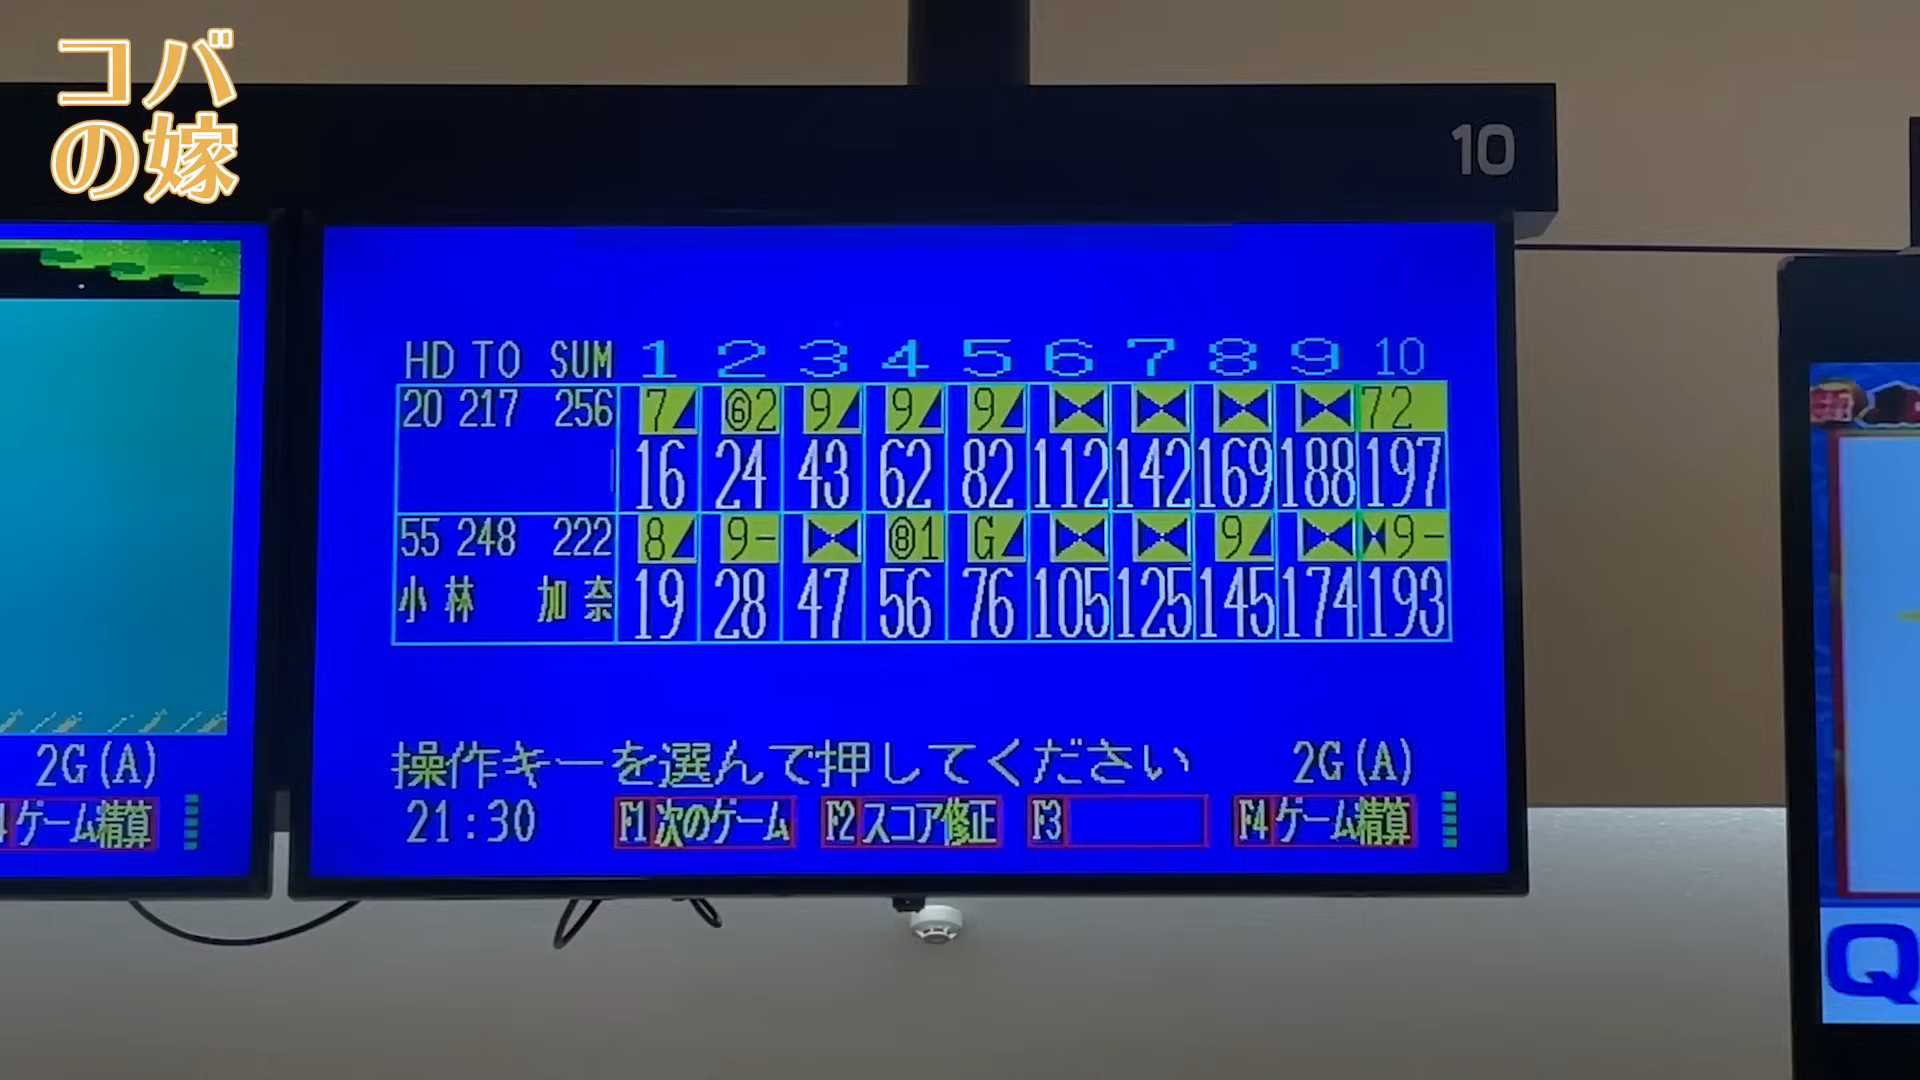 コバ
の嫁
10
HD TO SUM 1 2 3 4 5 6 7 8 9 10
20 217 256 7 ⑥2 9 9 9 72
16 24 43 62 82 112 142 169 188 197
55 248 222 8 9- ⑧1 G 9 9-
小林 加奈 19 28 47 56 76 105 125 145 174 193
操作キーを選んで押してください 2G(A)
21:30 F1 次のゲーム F2 スコア修正 F3 F4 ゲーム精算
2G(A)
4 ゲーム精算
Q